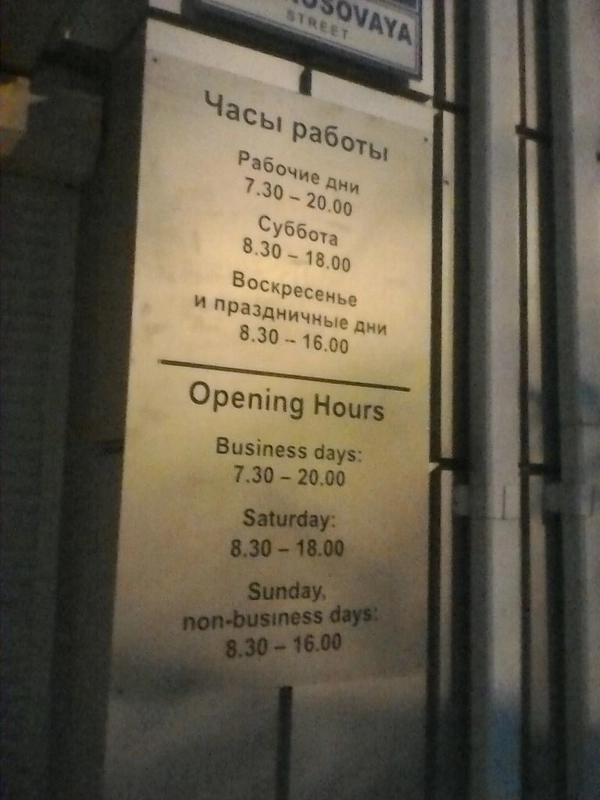 STREET
Часы работы
Рабочие дни
7.30 – 20.00
Суббота
8.30 – 18.00
Воскресенье
и праздничные дни
8.30 – 16.00
Opening Hours
Business days:
7.30 – 20.00
Saturday:
8.30 – 18.00
Sunday,
non-business days:
8.30 – 16.00